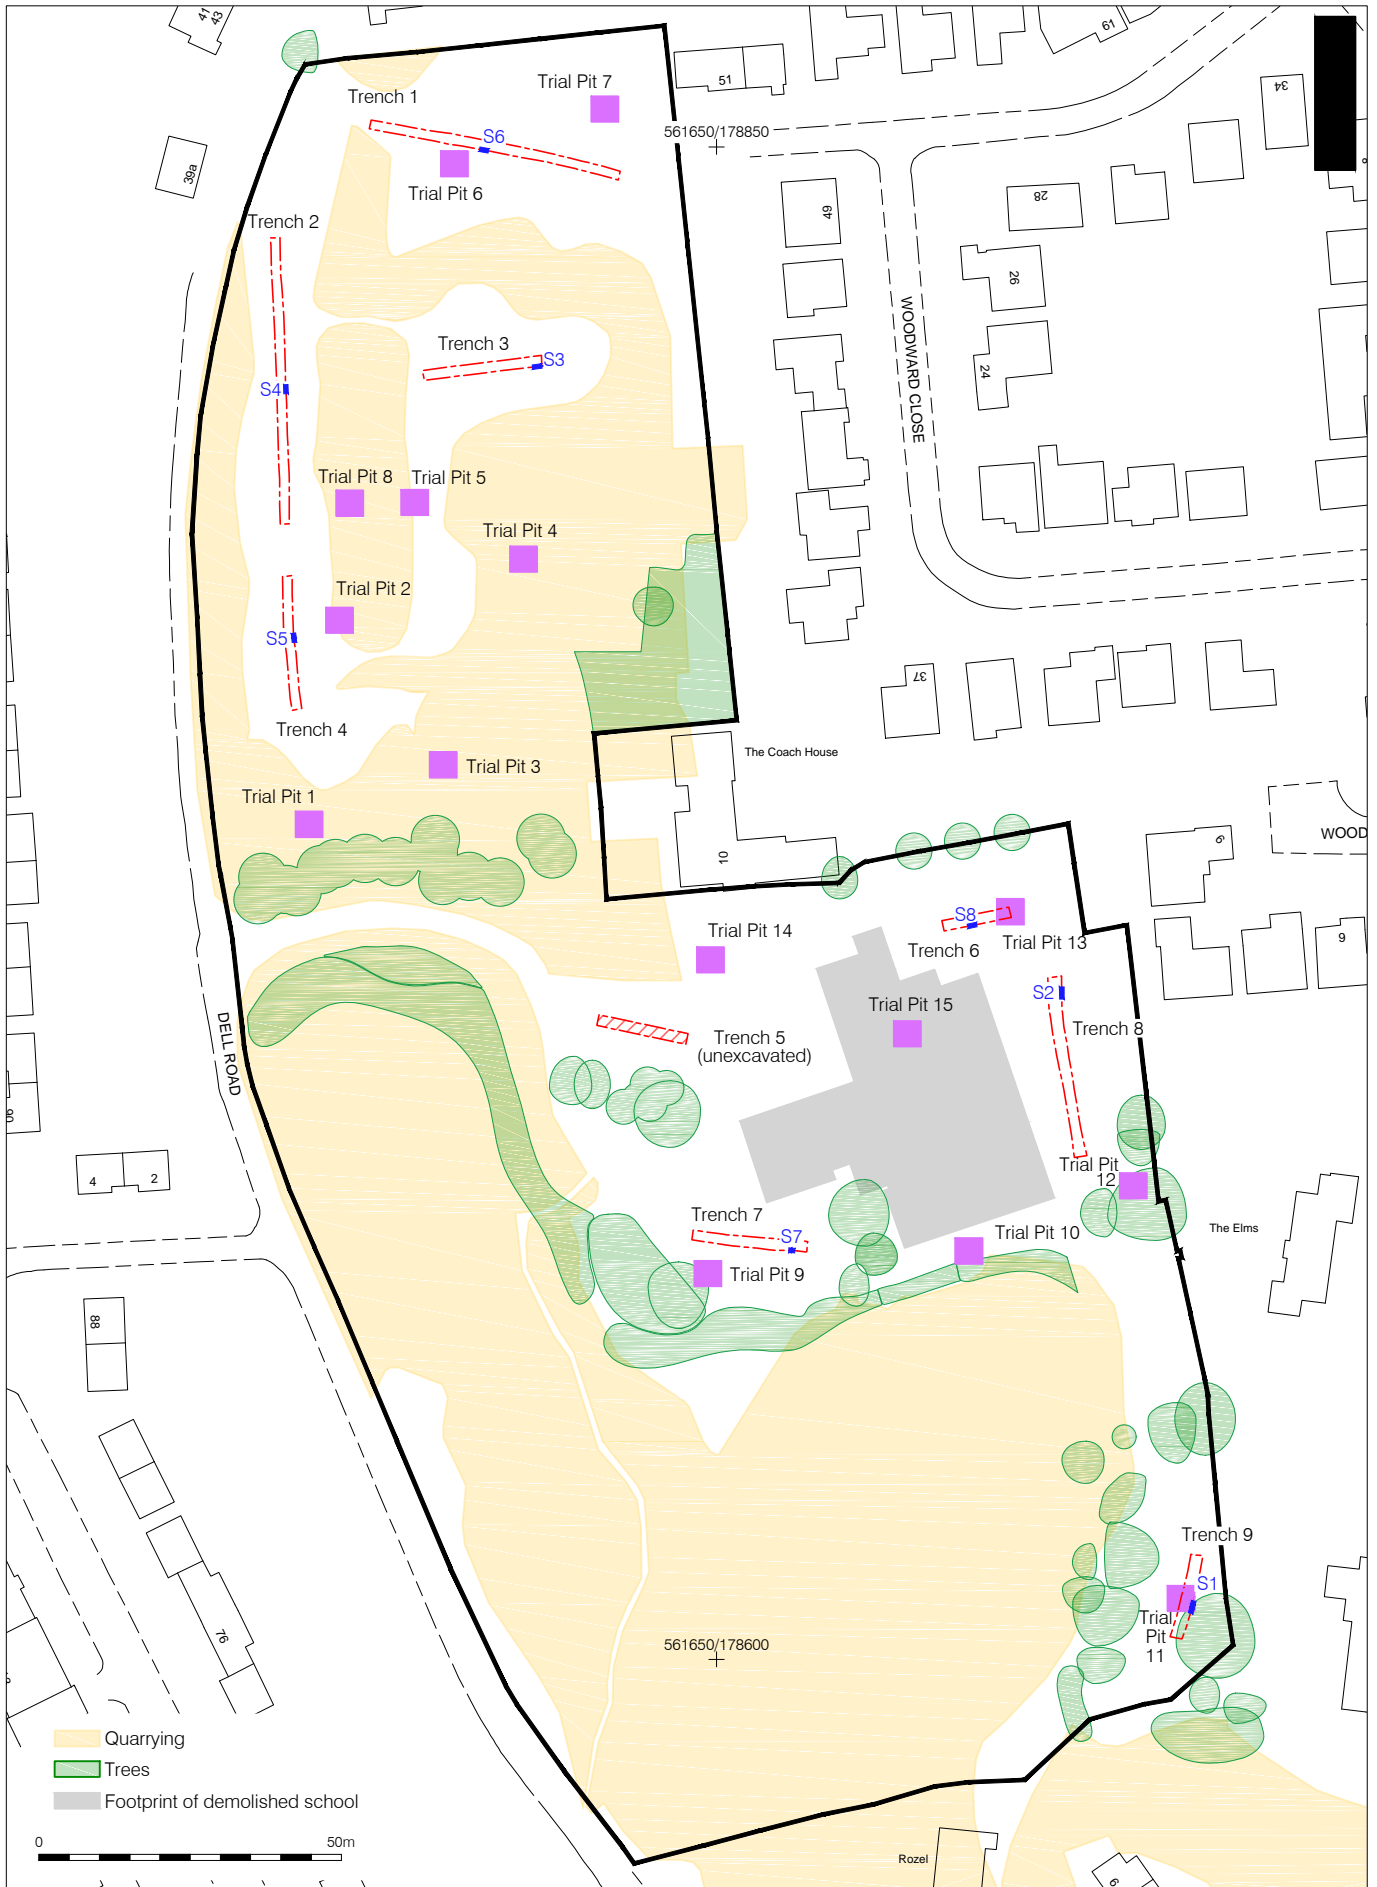 41
43
61
51
34
Trial Pit 7
Trench 1
561650/178850
S6
39a
Trial Pit 6
49
28
Trench 2
26
WOODWARD CLOSE
Trench 3
S3
24
S4
Trial Pit 8
Trial Pit 5
Trial Pit 4
Trial Pit 2
S5
37
Trench 4
The Coach House
Trial Pit 3
Trial Pit 1
WOOD
10
S8
Trial Pit 14
Trench 6
Trial Pit 13
9
S2
Trial Pit 15
DELL ROAD
Trench 5
(unexcavated)
Trench 8
4
2
Trial Pit
12
Trench 7
S7
Trial Pit 10
The Elms
Trial Pit 9
88
Trench 9
S1
Trial
Pit
11
76
561650/178600
Quarrying
Trees
Footprint of demolished school
0
50m
Rozel